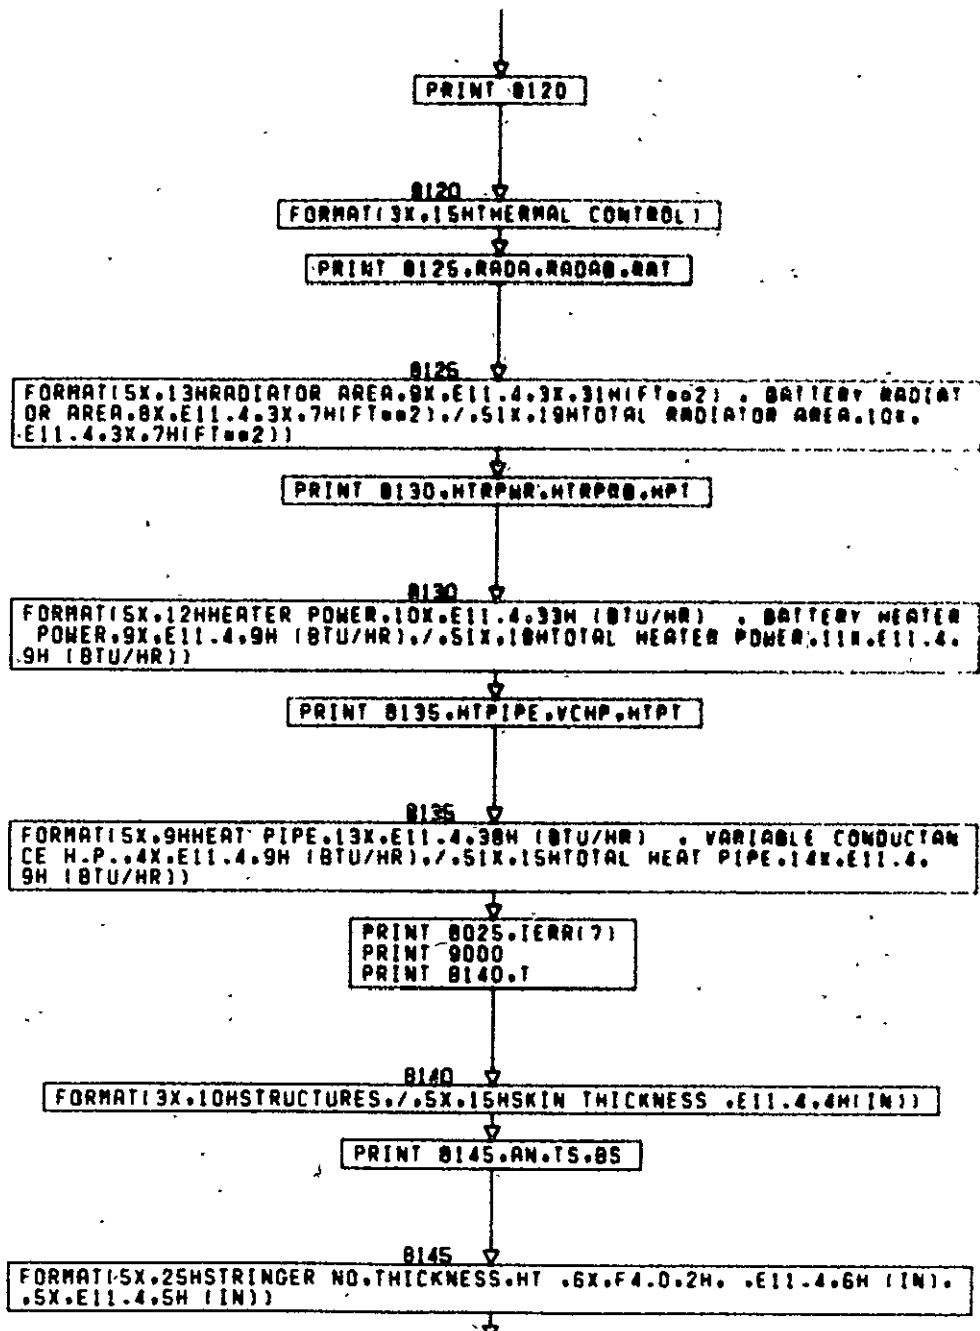 PRINT 8120
8120
FORMAT(3X,15HTHERMAL CONTROL)
PRINT 8125,RADA,RADAB,RAT
8125
FORMAT(5X,13HRADIATOR AREA,9X,E11.4,3X,31H(FT**2) , BATTERY RADIAT
OR AREA,8X,E11.4,3X,7H(FT**2),/,51X,19HTOTAL RADIATOR AREA,10X,
E11.4,3X,7H(FT**2))
PRINT 8130,HTRPWR,HTRPRB,HPT
8130
FORMAT(5X,12HHEATER POWER,10X,E11.4,33H (BTU/HR) , BATTERY HEATER
POWER,9X,E11.4,9H (BTU/HR),/,51X,18HTOTAL HEATER POWER,11X,E11.4,
9H (BTU/HR))
PRINT 8135,HTPIPE,VCHP,HTPT
8135
FORMAT(5X,9HHEAT PIPE,13X,E11.4,38H (BTU/HR) , VARIABLE CONDUCTAN
CE H.P.,4X,E11.4,9H (BTU/HR),/,51X,15HTOTAL HEAT PIPE,14X,E11.4,
9H (BTU/HR))
PRINT 8025,IERR(7)
PRINT 9000
PRINT 8140,T
8140
FORMAT(3X,10HSTRUCTURES,/,5X,15HSKIN THICKNESS ,E11.4,4H(IN))
PRINT 8145,AN,TS,BS
8145
FORMAT(5X,25HSTRINGER NO,THICKNESS,HT ,6X,F4.0,2H, ,E11.4,6H (IN),
,5X,E11.4,5H (IN))